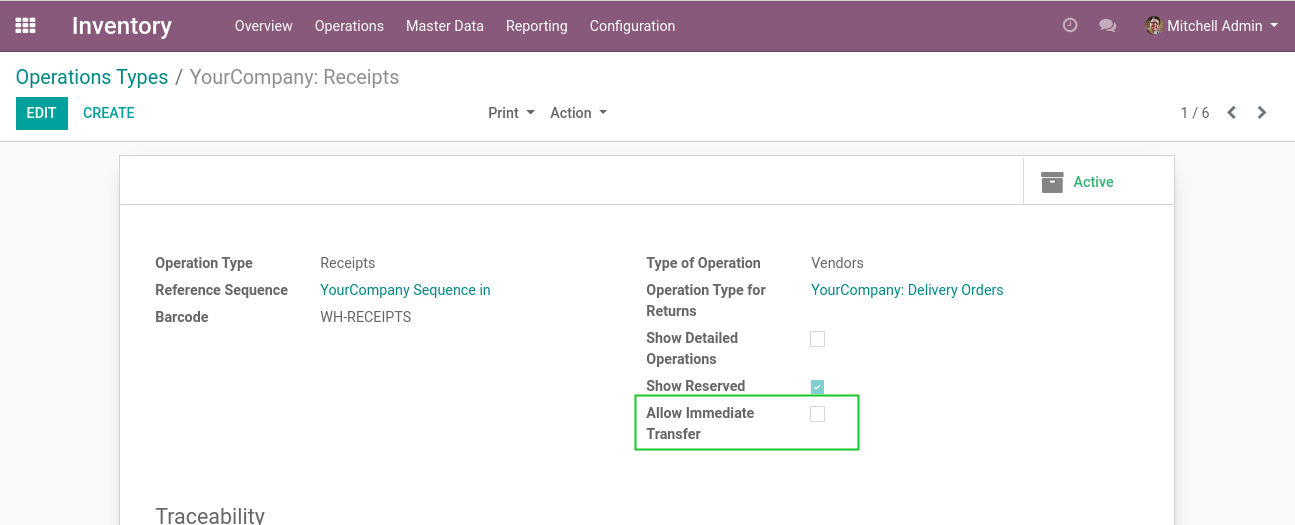 Inventory Overview Operations Master Data Reporting Configuration Mitchell Admin
Operations Types / YourCompany: Receipts
EDIT CREATE Print Action 1 / 6
Active
Operation Type Receipts
Reference Sequence YourCompany Sequence in
Barcode WH-RECEIPTS
Type of Operation Vendors
Operation Type for YourCompany: Delivery Orders
Returns
Show Detailed
Operations
Show Reserved
Allow Immediate
Transfer
Traceability